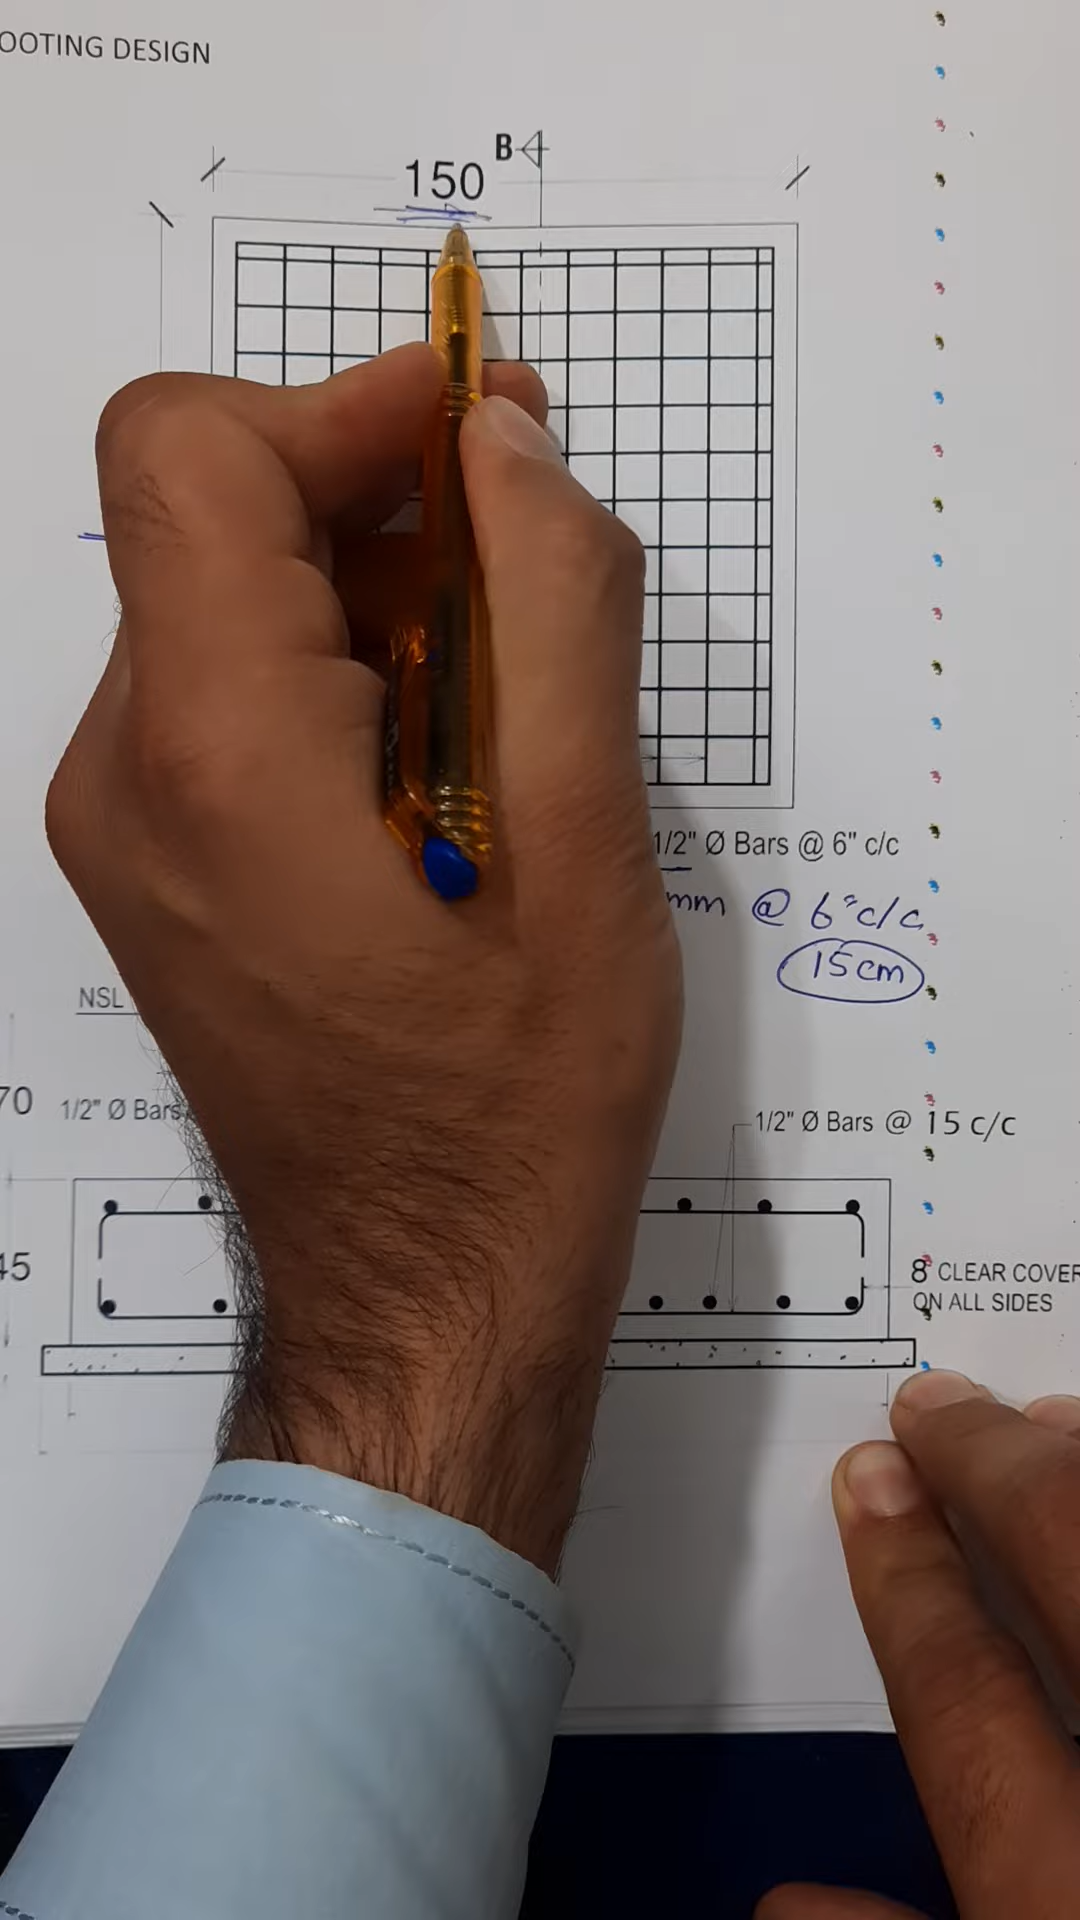 OOTING DESIGN
B
150
1/2" Ø Bars @ 6" c/c
mm @ 6" c/c
15cm
NSL
70
1/2" Ø Bars
1/2" Ø Bars @ 15 c/c
45
8 CLEAR COVER
ON ALL SIDES